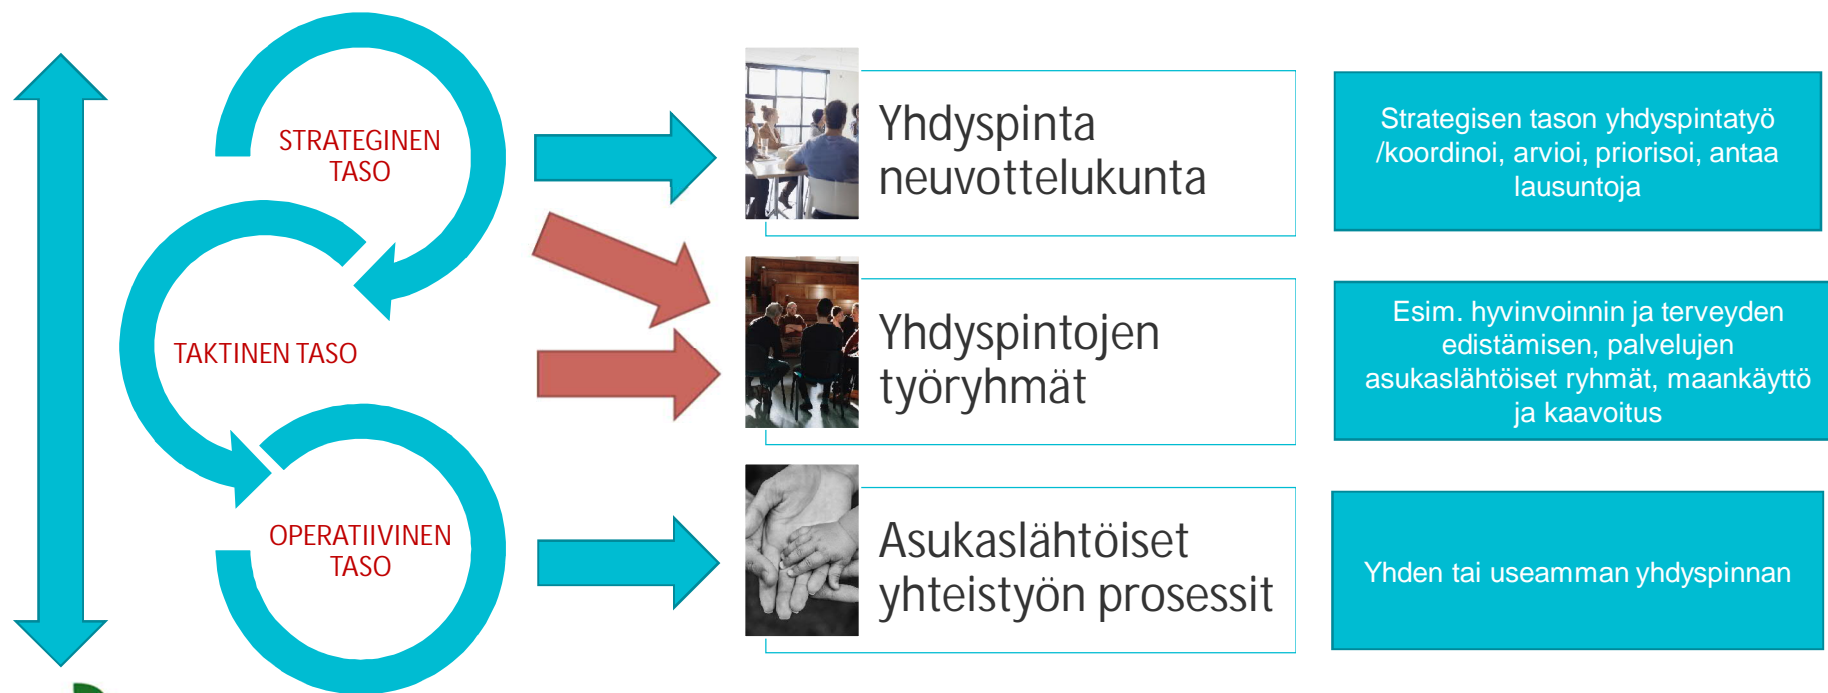 STRATEGINEN
TASO
Yhdyspinta
neuvottelukunta
Strategisen tason yhdyspintatyö
/koordinoi, arvioi, priorisoi, antaa
lausuntoja
TAKTINEN TASO
Yhdyspintojen
työryhmät
Esim. hyvinvoinnin ja terveyden
edistämisen, palvelujen
asukaslähtöiset ryhmät, maankäyttö
ja kaavoitus
OPERATIIVINEN
TASO
Asukaslähtöiset
yhteistyön prosessit
Yhden tai useamman yhdyspinnan